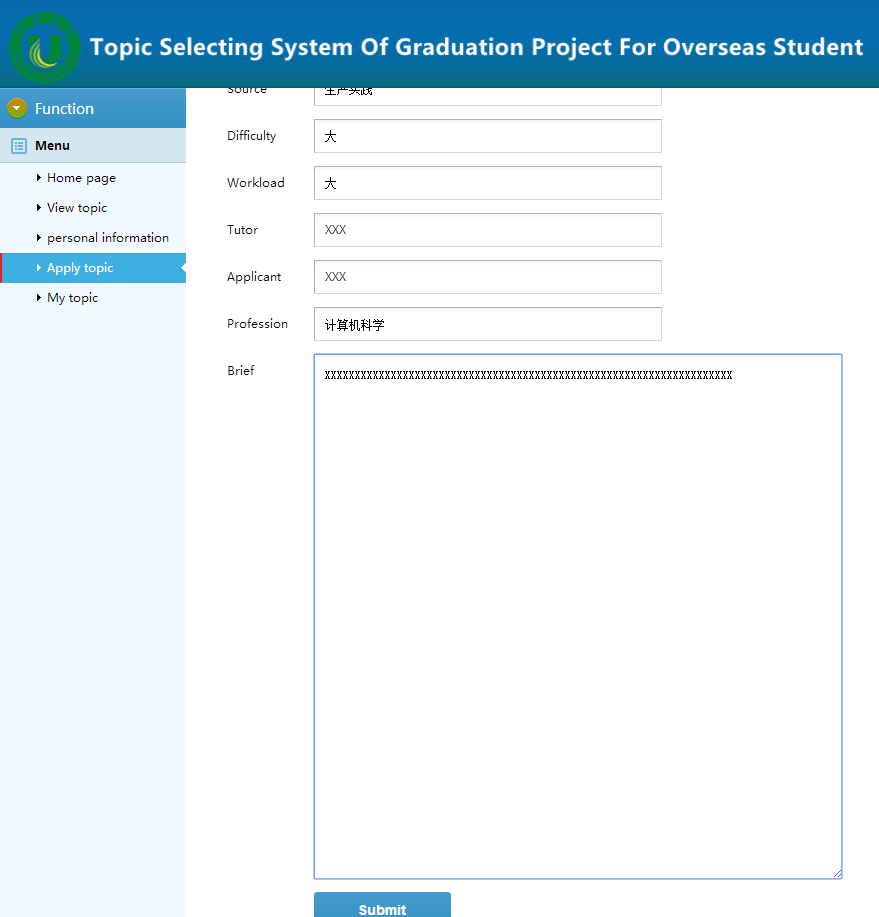 Topic Selecting System Of Graduation Project For Overseas Student
Function
Menu
Home page
View topic
personal information
Apply topic
My topic
Source 生产实践
Difficulty 大
Workload 大
Tutor XXX
Applicant XXX
Profession 计算机科学
Brief XXXXXXXXXXXXXXXXXXXXXXXXXXXXXXXXXXXXXXXXXXXXXXXXXXXXXXXXXXXXXXXXXXXX
Submit